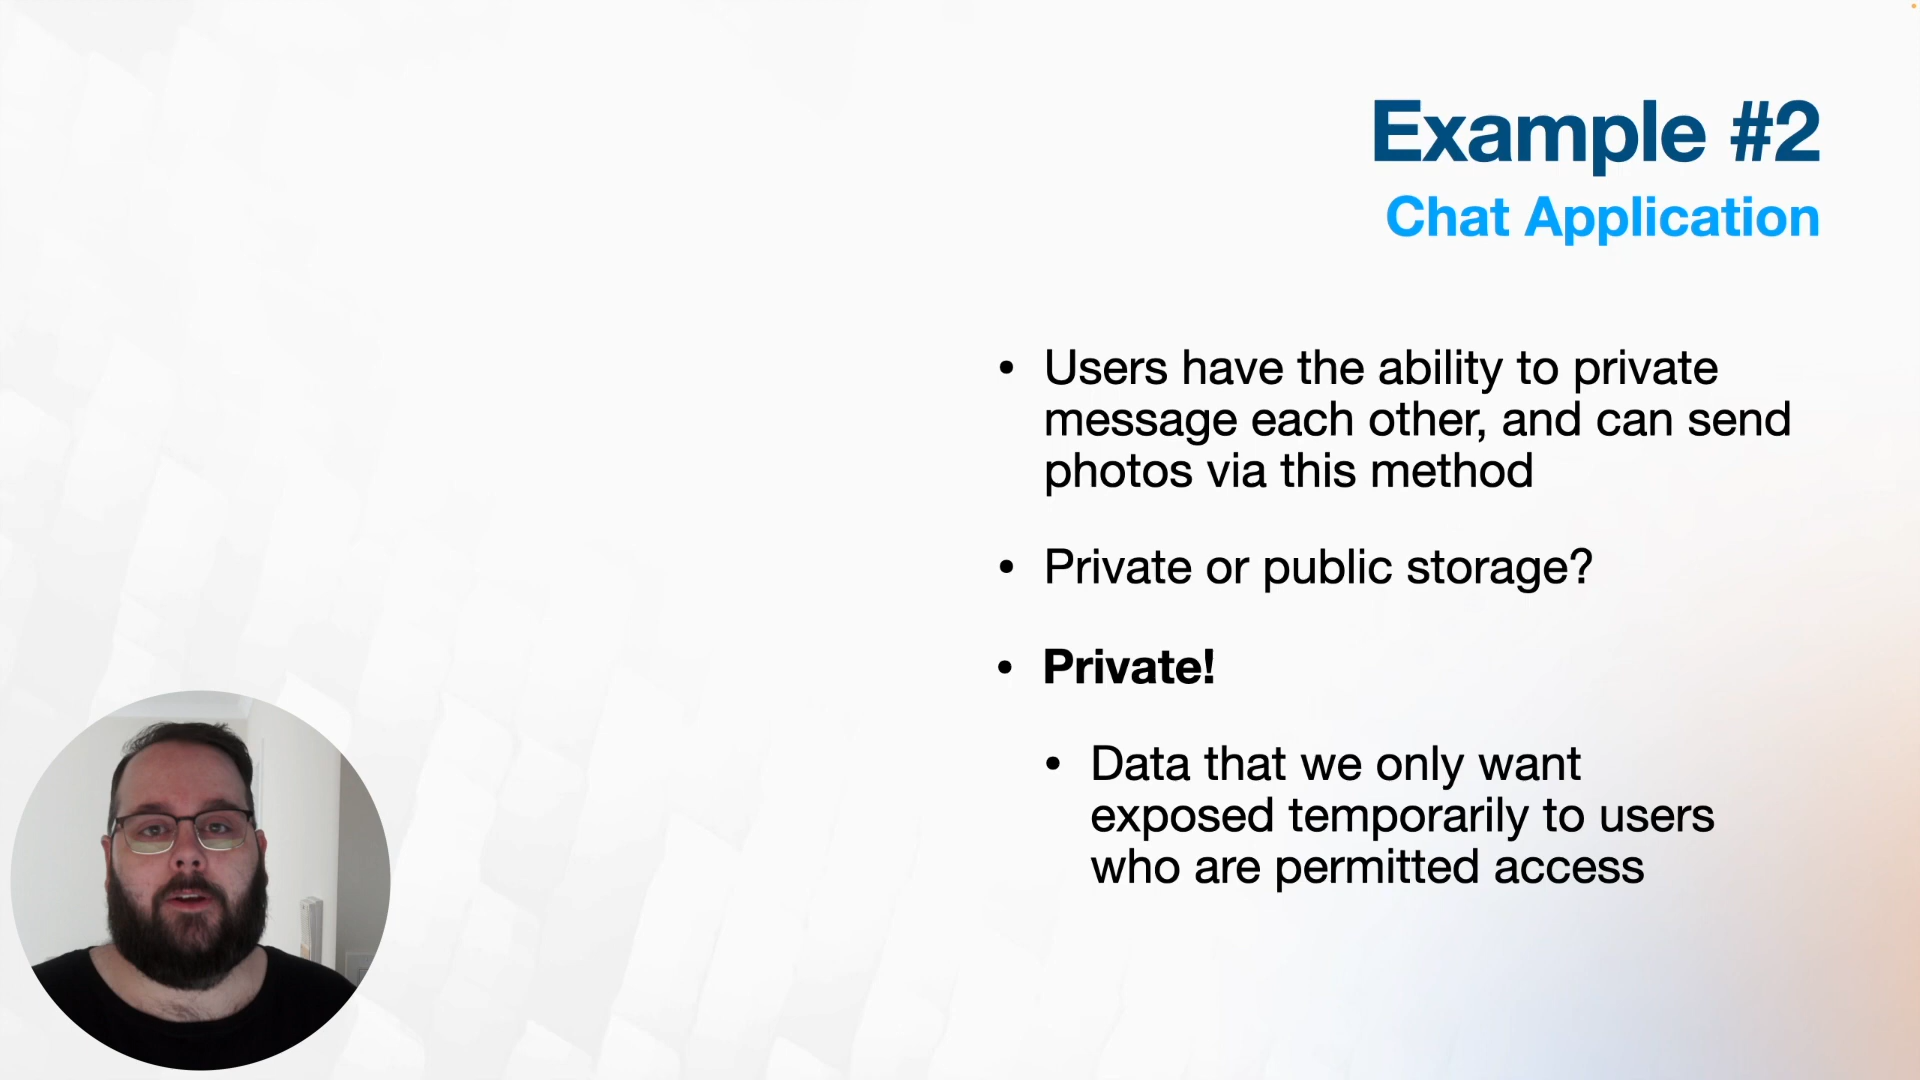 Example #2
Chat Application
• Users have the ability to private
message each other, and can send
photos via this method
• Private or public storage?
• Private!
• Data that we only want
exposed temporarily to users
who are permitted access